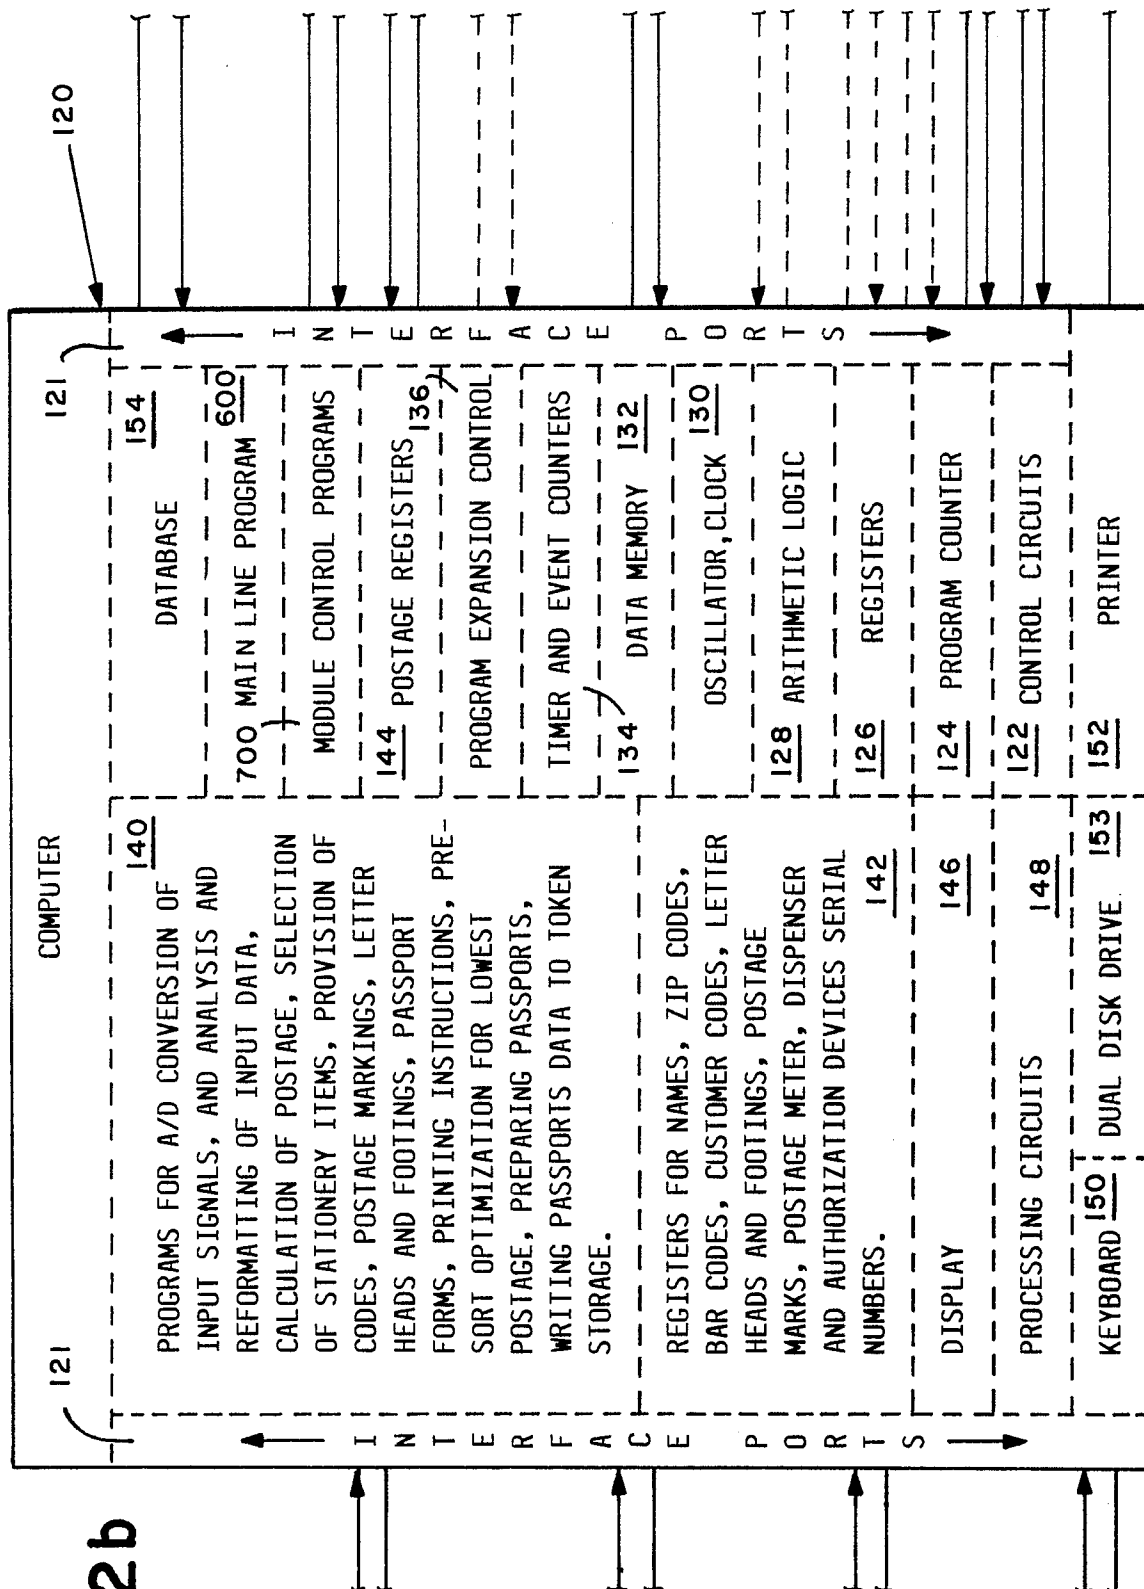 2b
COMPUTER
120
121
121
INTERFACE PORTS
140
PROGRAMS FOR A/D CONVERSION OF
INPUT SIGNALS, AND ANALYSIS AND
REFORMATTING OF INPUT DATA,
CALCULATION OF POSTAGE, SELECTION
OF STATIONERY ITEMS, PROVISION OF
CODES, POSTAGE MARKINGS, LETTER
HEADS AND FOOTINGS, PASSPORT
FORMS, PRINTING INSTRUCTIONS, PRE-
SORT OPTIMIZATION FOR LOWEST
POSTAGE, PREPARING PASSPORTS,
WRITING PASSPORTS DATA TO TOKEN
STORAGE.
REGISTERS FOR NAMES, ZIP CODES,
BAR CODES, CUSTOMER CODES, LETTER
HEADS AND FOOTINGS, POSTAGE
MARKS, POSTAGE METER, DISPENSER
AND AUTHORIZATION DEVICES SERIAL
NUMBERS.
142
DISPLAY 146
PROCESSING CIRCUITS 148
KEYBOARD 150
DUAL DISK DRIVE 153
DATABASE 154
MAIN LINE PROGRAM 600
700
MODULE CONTROL PROGRAMS
144 POSTAGE REGISTERS
136
PROGRAM EXPANSION CONTROL
TIMER AND EVENT COUNTERS
134
DATA MEMORY 132
OSCILLATOR,CLOCK 130
128 ARITHMETIC LOGIC
126 REGISTERS
124 PROGRAM COUNTER
122 CONTROL CIRCUITS
152 PRINTER
INTERFACE PORTS